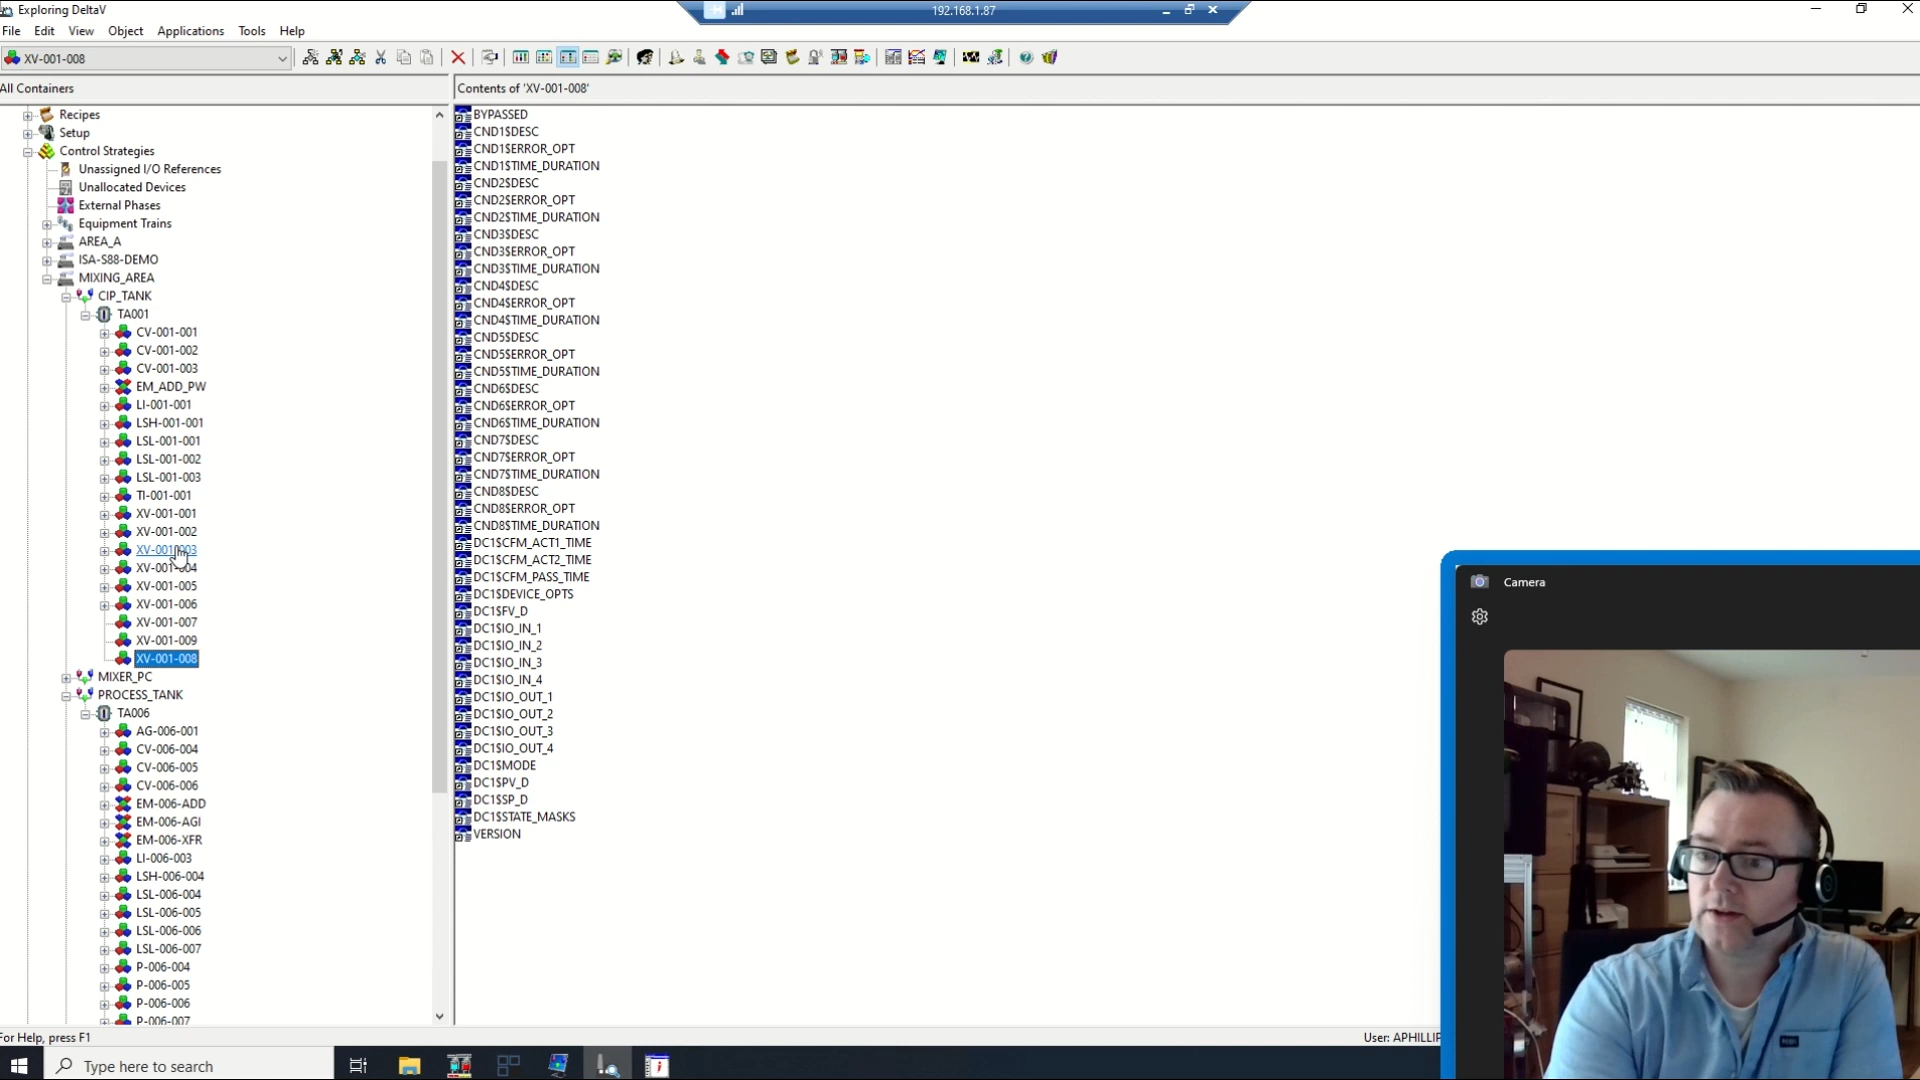 Exploring DeltaV
192.168.1.87
File Edit View Object Applications Tools Help
XV-001-008
All Containers
Contents of 'XV-001-008'
Recipes
Setup
Control Strategies
Unassigned I/O References
Unallocated Devices
External Phases
Equipment Trains
AREA_A
ISA-S88-DEMO
MIXING_AREA
CIP_TANK
TA001
CV-001-001
CV-001-002
CV-001-003
EM_ADD_PW
LI-001-001
LSH-001-001
LSL-001-001
LSL-001-002
LSL-001-003
TI-001-001
XV-001-001
XV-001-002
XV-001-003
XV-001-004
XV-001-005
XV-001-006
XV-001-007
XV-001-009
XV-001-008
MIXER_PC
PROCESS_TANK
TA006
AG-006-001
CV-006-004
CV-006-005
CV-006-006
EM-006-ADD
EM-006-AGI
EM-006-XFR
LI-006-003
LSH-006-004
LSL-006-004
LSL-006-005
LSL-006-006
LSL-006-007
P-006-004
P-006-005
P-006-006
P-006-007
BYPASSED
CND1$DESC
CND1$ERROR_OPT
CND1$TIME_DURATION
CND2$DESC
CND2$ERROR_OPT
CND2$TIME_DURATION
CND3$DESC
CND3$ERROR_OPT
CND3$TIME_DURATION
CND4$DESC
CND4$ERROR_OPT
CND4$TIME_DURATION
CND5$DESC
CND5$ERROR_OPT
CND5$TIME_DURATION
CND6$DESC
CND6$ERROR_OPT
CND6$TIME_DURATION
CND7$DESC
CND7$ERROR_OPT
CND7$TIME_DURATION
CND8$DESC
CND8$ERROR_OPT
CND8$TIME_DURATION
DC1$CFM_ACT1_TIME
DC1$CFM_ACT2_TIME
DC1$CFM_PASS_TIME
DC1$DEVICE_OPTS
DC1$FV_D
DC1$IO_IN_1
DC1$IO_IN_2
DC1$IO_IN_3
DC1$IO_IN_4
DC1$IO_OUT_1
DC1$IO_OUT_2
DC1$IO_OUT_3
DC1$IO_OUT_4
DC1$MODE
DC1$PV_D
DC1$SP_D
DC1$STATE_MASKS
VERSION
Camera
For Help, press F1
User: APHILLIP
Type here to search